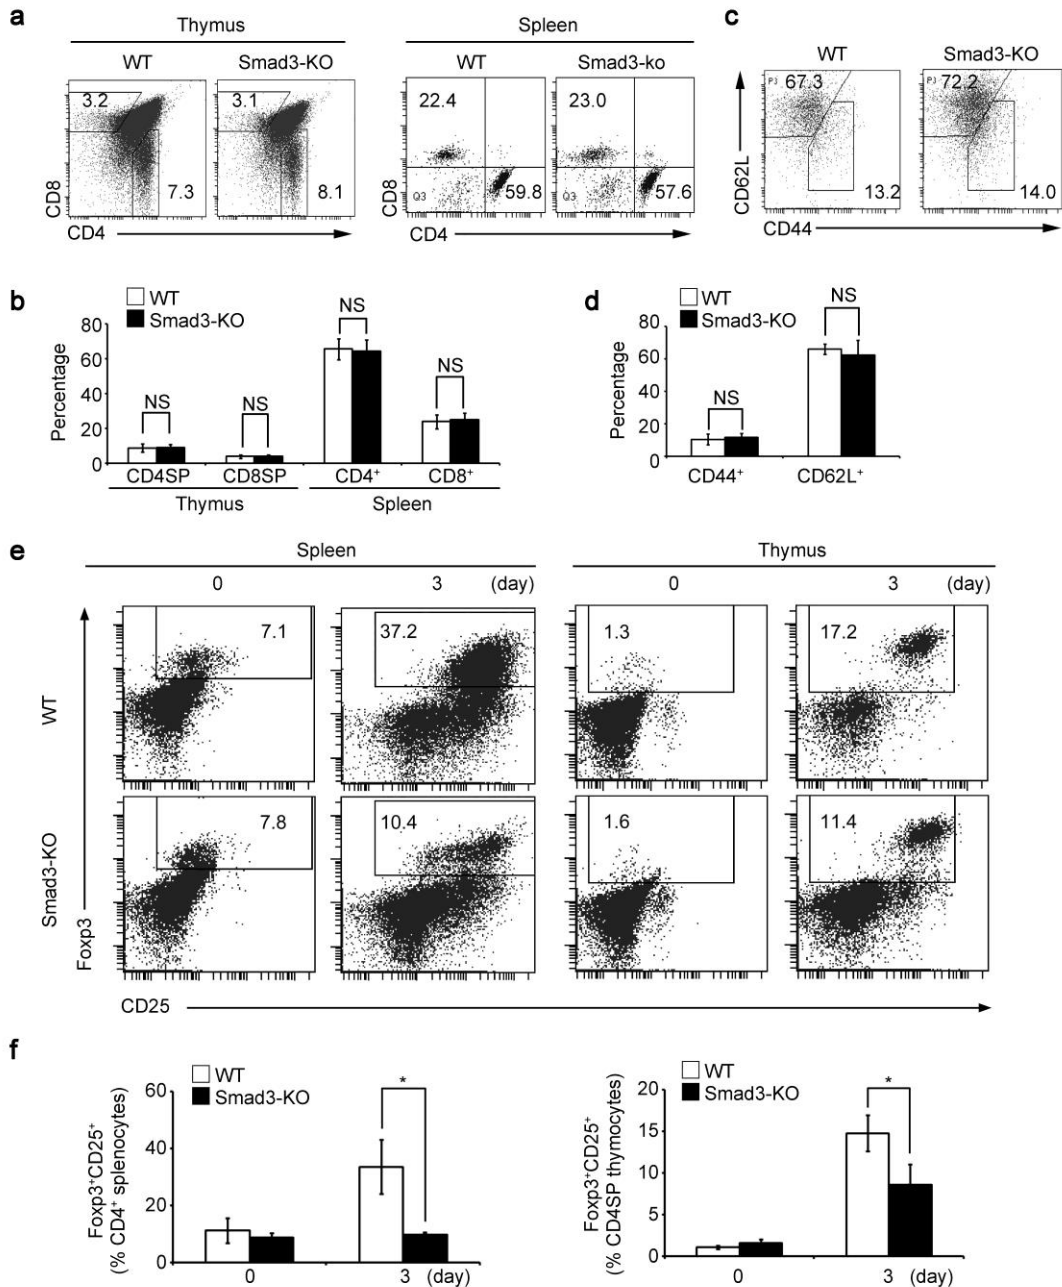 a
Thymus
WT Smad3-KO
3.2 3.1
7.3 8.1
CD8
CD4
Spleen
WT Smad3-ko
22.4 23.0
Q3 59.8 Q3 57.6
CD8
CD4
c
WT Smad3-KO
67.3 72.2
13.2 14.0
CD62L
CD44
b
WT
Smad3-KO
NS NS NS NS
Percentage
80
60
40
20
0
CD4SP CD8SP CD4⁺ CD8⁺
Thymus Spleen
d
WT
Smad3-KO
NS NS
Percentage
80
60
40
20
0
CD44⁺ CD62L⁺
e
Spleen Thymus
0 3 (day) 0 3 (day)
WT
7.1 37.2 1.3 17.2
Smad3-KO
7.8 10.4 1.6 11.4
Foxp3
CD25
f
WT
Smad3-KO
*
Foxp3⁺CD25⁺
(% CD4⁺ splenocytes)
60
40
20
0
0 3 (day)
WT
Smad3-KO
*
Foxp3⁺CD25⁺
(% CD4SP thymocytes)
20
15
10
5
0
0 3 (day)